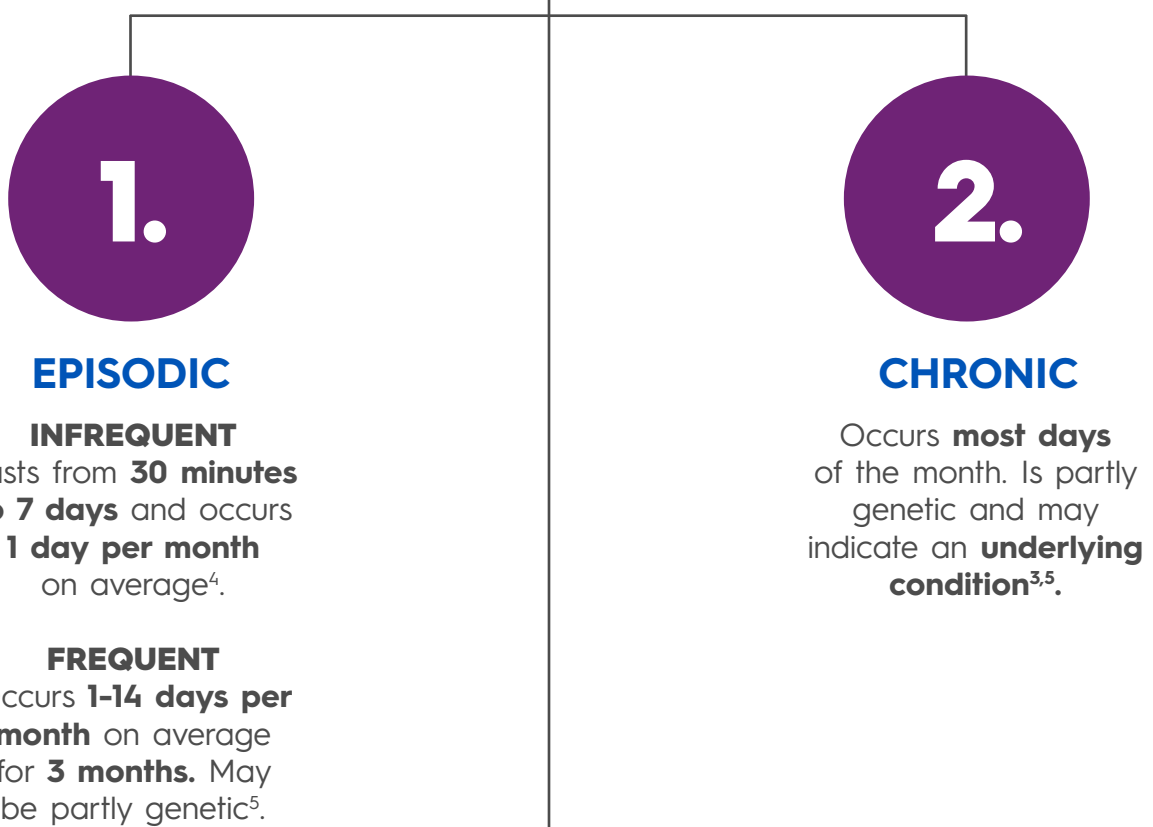 1.
EPISODIC
INFREQUENT
from 30 minutes
7 days and occurs
1 day per month
on average⁴.
FREQUENT
1-14 days per
month on average
for 3 months. May
be partly genetic⁵.
2.
CHRONIC
Occurs most days
of the month. Is partly
genetic and may
indicate an underlying
condition³,⁵.